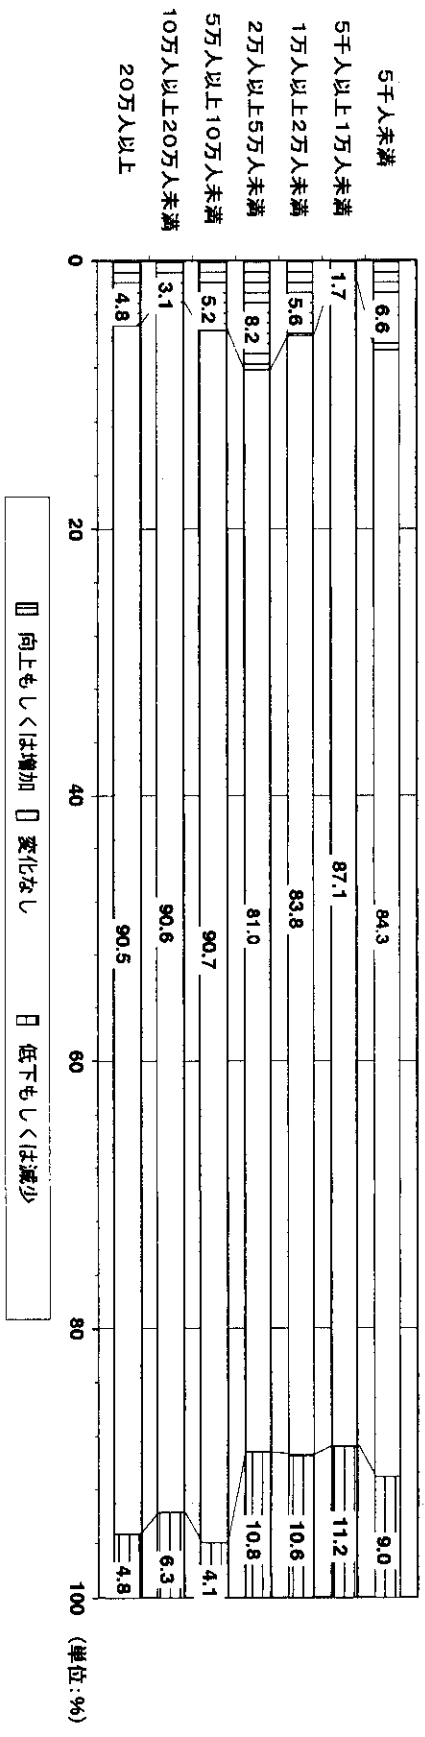 5千人未満 6.6 84.3 9.0
5千人以上1万人未満 1.7 87.1 11.2
1万人以上2万人未満 5.6 83.8 10.6
2万人以上5万人未満 8.2 81.0 10.8
5万人以上10万人未満 5.2 90.7 4.1
10万人以上20万人未満 3.1 90.6 6.3
20万人以上 4.8 90.5 4.8
0 20 40 60 80 100 (単位:%)
向上もしくは増加 変化なし 低下もしくは減少